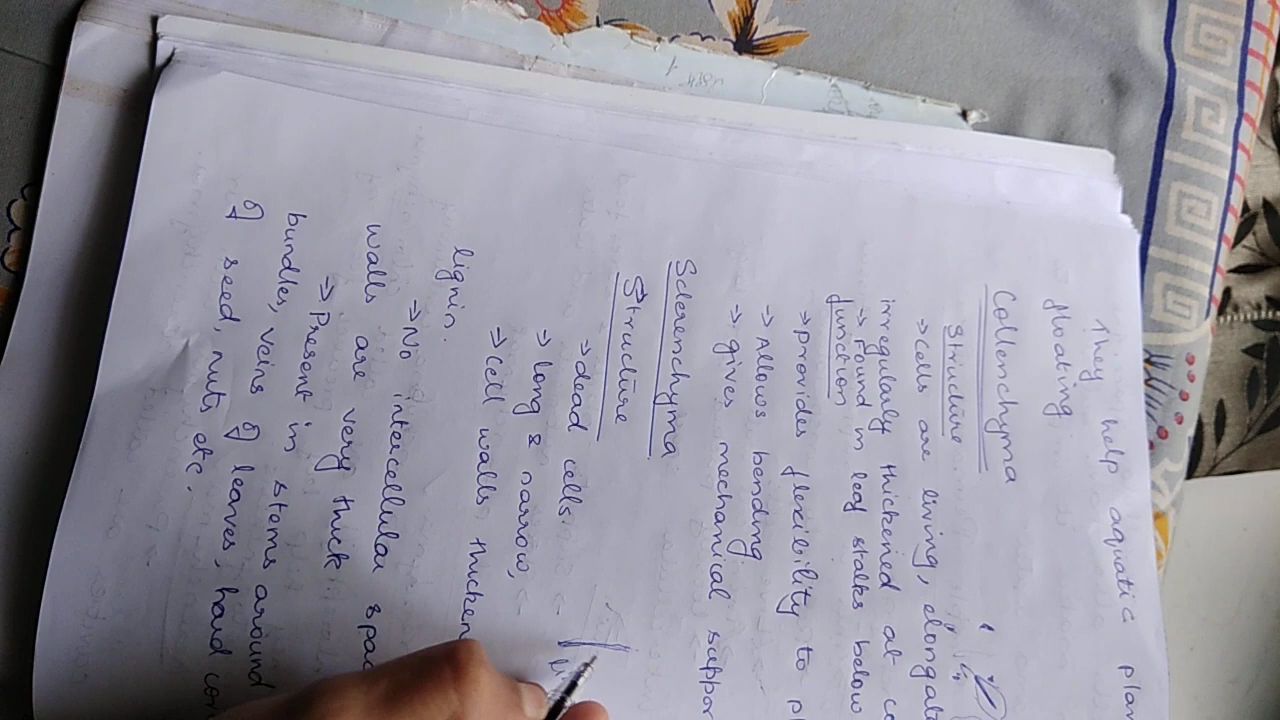 They help aquatic plan
floating
Collenchyma
Structure
→ Cells are living, elongat
irregularly thickened at co
→ Found in leaf stalks below
function
→ provides flexibility to pl
→ Allows bending
→ gives mechanical suppor
Sclerenchyma
Structure
→ dead cells.
→ long & narrow,
→ Cell walls thicken
lignin.
→ No intercellular spac
walls are very thick
→ Present in stems around
bundles, veins of leaves, hard co
of seed, nuts etc.